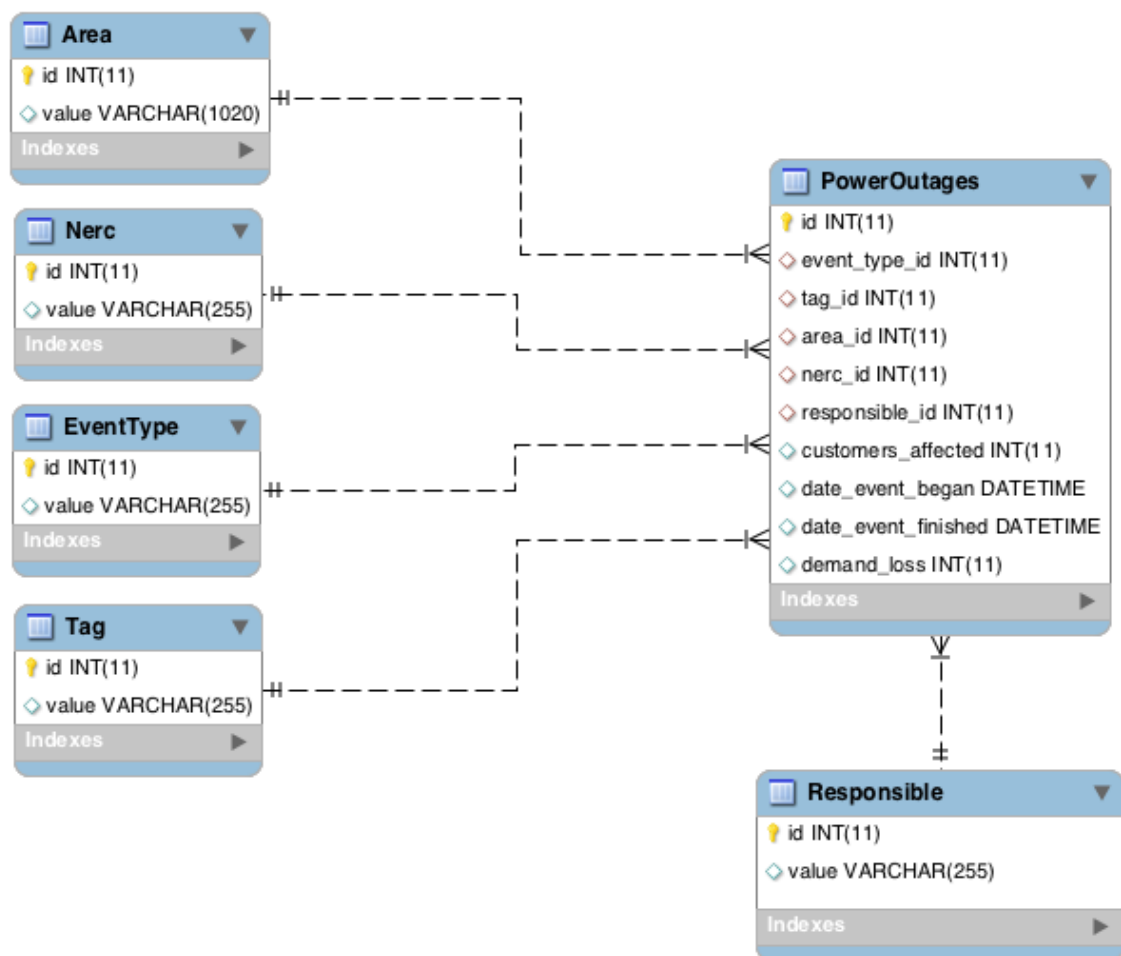 Area
id INT(11)
value VARCHAR(1020)
Indexes
Nerc
id INT(11)
value VARCHAR(255)
Indexes
EventType
id INT(11)
value VARCHAR(255)
Indexes
Tag
id INT(11)
value VARCHAR(255)
Indexes
PowerOutages
id INT(11)
event_type_id INT(11)
tag_id INT(11)
area_id INT(11)
nerc_id INT(11)
responsible_id INT(11)
customers_affected INT(11)
date_event_began DATETIME
date_event_finished DATETIME
demand_loss INT(11)
Indexes
Responsible
id INT(11)
value VARCHAR(255)
Indexes